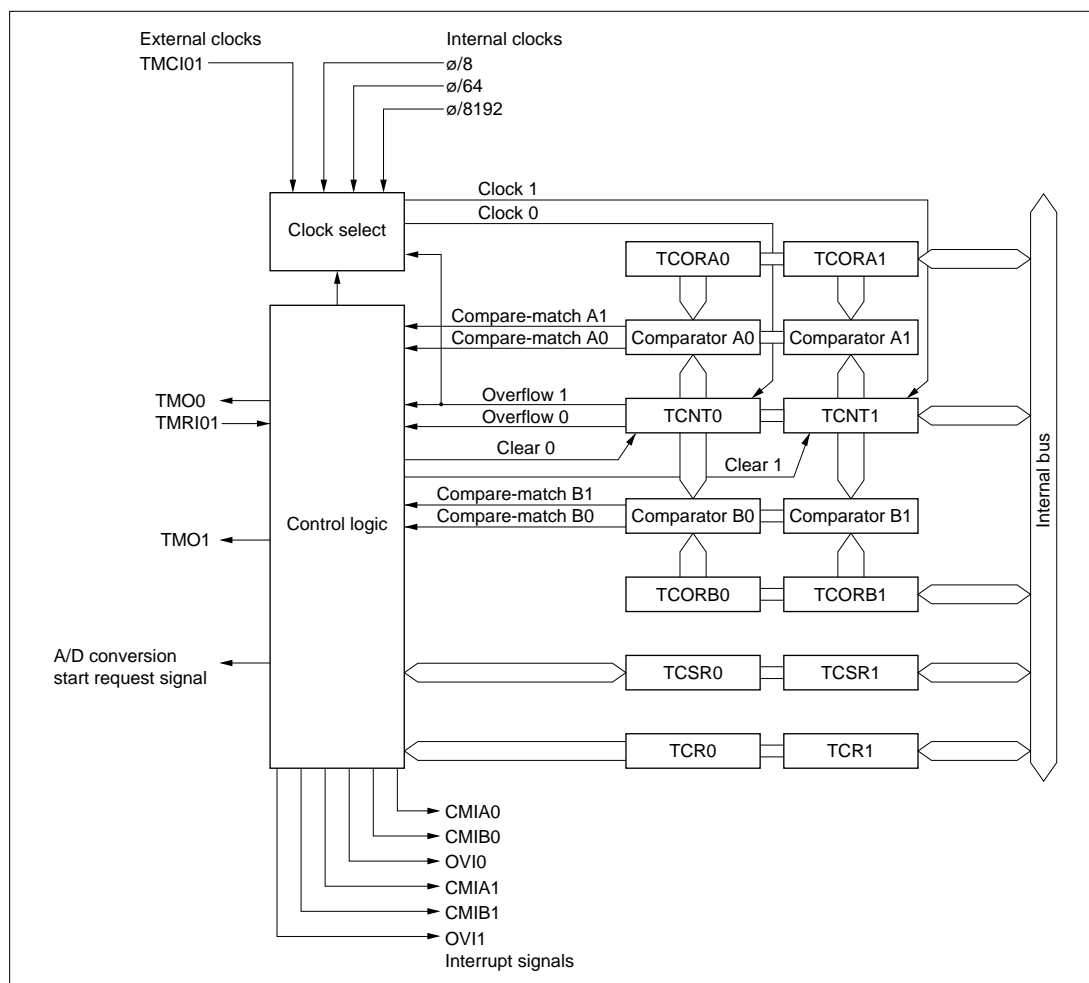 External clocks
TMCI01
Internal clocks
ø/8
ø/64
ø/8192
Clock select
Clock 1
Clock 0
TCORA0
TCORA1
Compare-match A1
Compare-match A0
Comparator A0
Comparator A1
TMO0
TMRI01
Overflow 1
Overflow 0
TCNT0
TCNT1
Clear 0
Clear 1
Internal bus
Control logic
Compare-match B1
Compare-match B0
Comparator B0
Comparator B1
TMO1
TCORB0
TCORB1
A/D conversion
start request signal
TCSR0
TCSR1
TCR0
TCR1
CMIA0
CMIB0
OVI0
CMIA1
CMIB1
OVI1
Interrupt signals